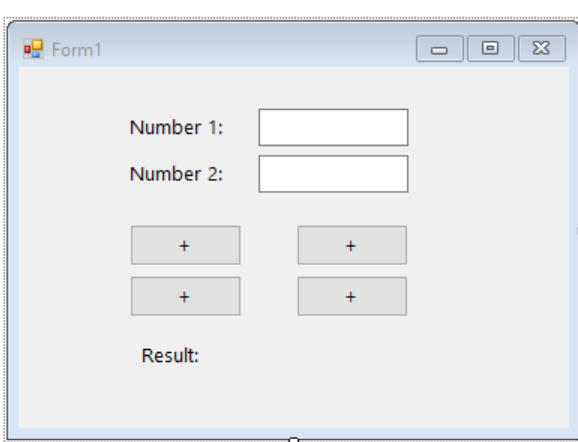 Form1
Number 1:
Number 2:
+ +
+ +
Result: